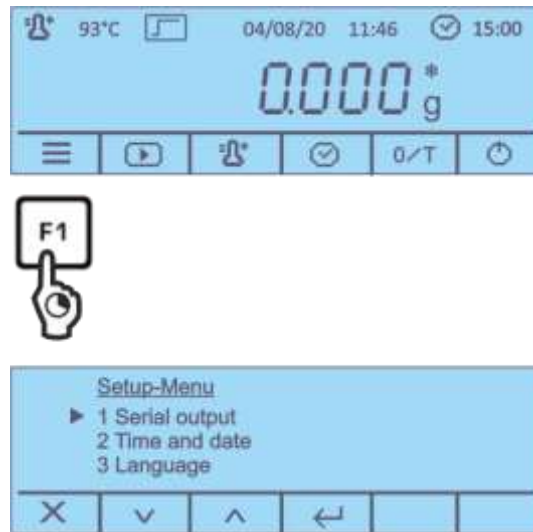 93°C 04/08/20 11:46 15:00
0.000 * g
0/T
F1
Setup-Menu
1 Serial output
2 Time and date
3 Language